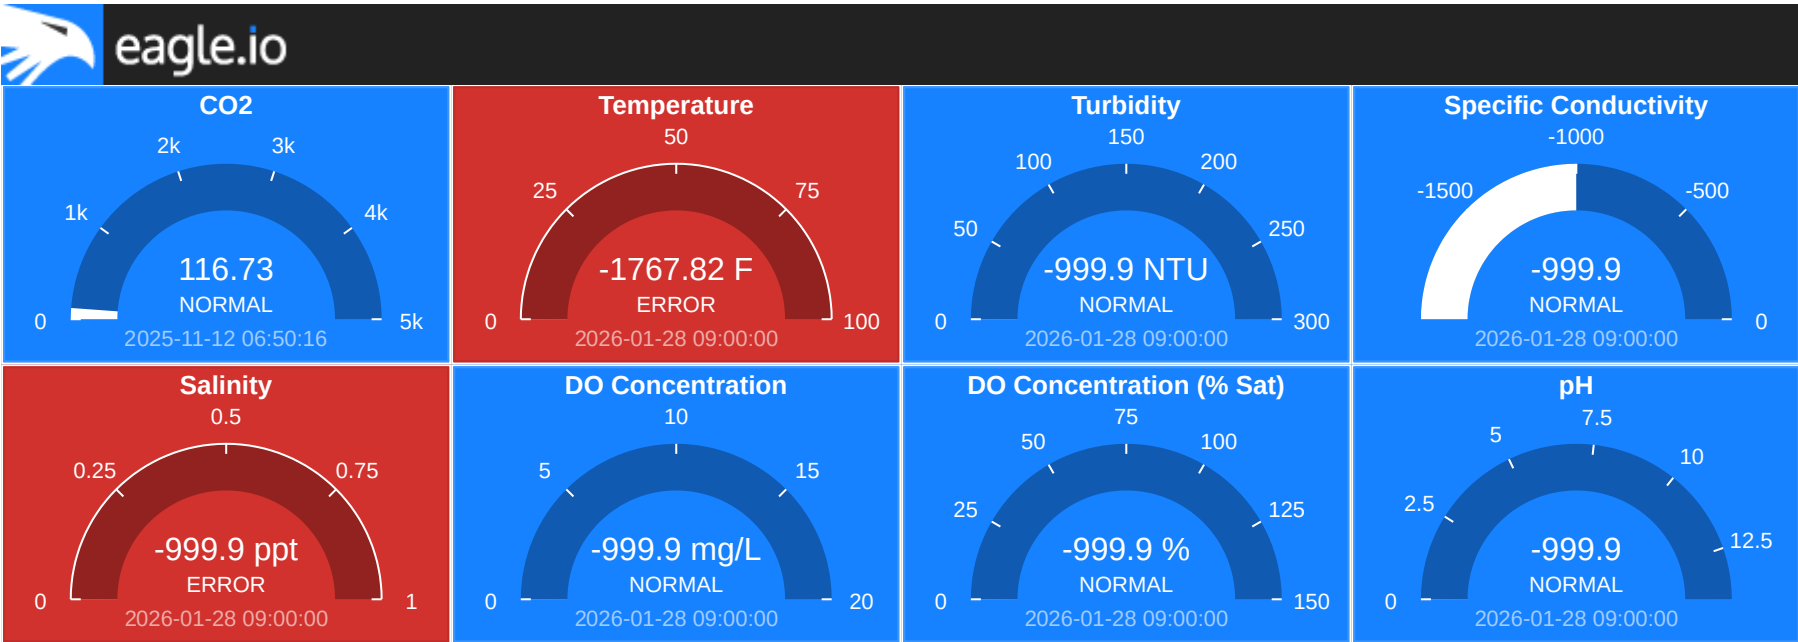 eagle.io
CO2
0
1k
2k
3k
4k
5k
116.73
NORMAL
2025-11-12 06:50:16
Temperature
0
25
50
75
100
-1767.82 F
ERROR
2026-01-28 09:00:00
Turbidity
0
50
100
150
200
250
300
-999.9 NTU
NORMAL
2026-01-28 09:00:00
Specific Conductivity
-1500
-1000
-500
0
-999.9
NORMAL
2026-01-28 09:00:00
Salinity
0
0.25
0.5
0.75
1
-999.9 ppt
ERROR
2026-01-28 09:00:00
DO Concentration
0
5
10
15
20
-999.9 mg/L
NORMAL
2026-01-28 09:00:00
DO Concentration (% Sat)
0
25
50
75
100
125
150
-999.9 %
NORMAL
2026-01-28 09:00:00
pH
0
2.5
5
7.5
10
12.5
-999.9
NORMAL
2026-01-28 09:00:00